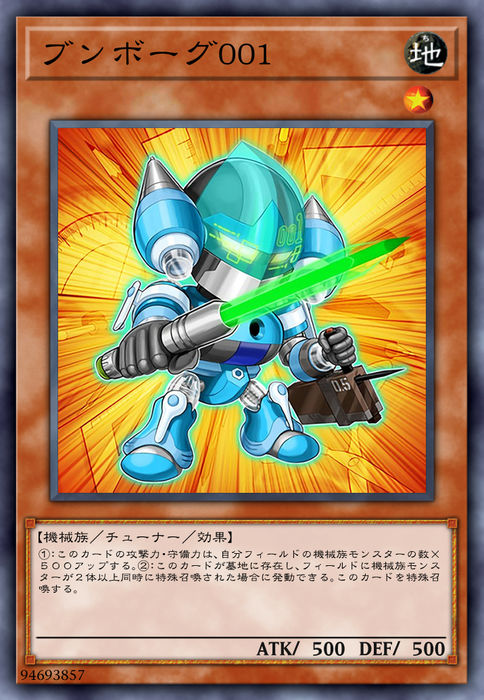 ブンボーグ001
ち
地
001
0.5
【機械族／チューナー／効果】
①：このカードの攻撃力・守備力は、自分フィールドの機械族モンスターの数×
５００アップする。②：このカードが墓地に存在し、フィールドに機械族モンス
ターが２体以上同時に特殊召喚された場合に発動できる。このカードを特殊召
喚する。
ATK/ 500 DEF/ 500
94693857